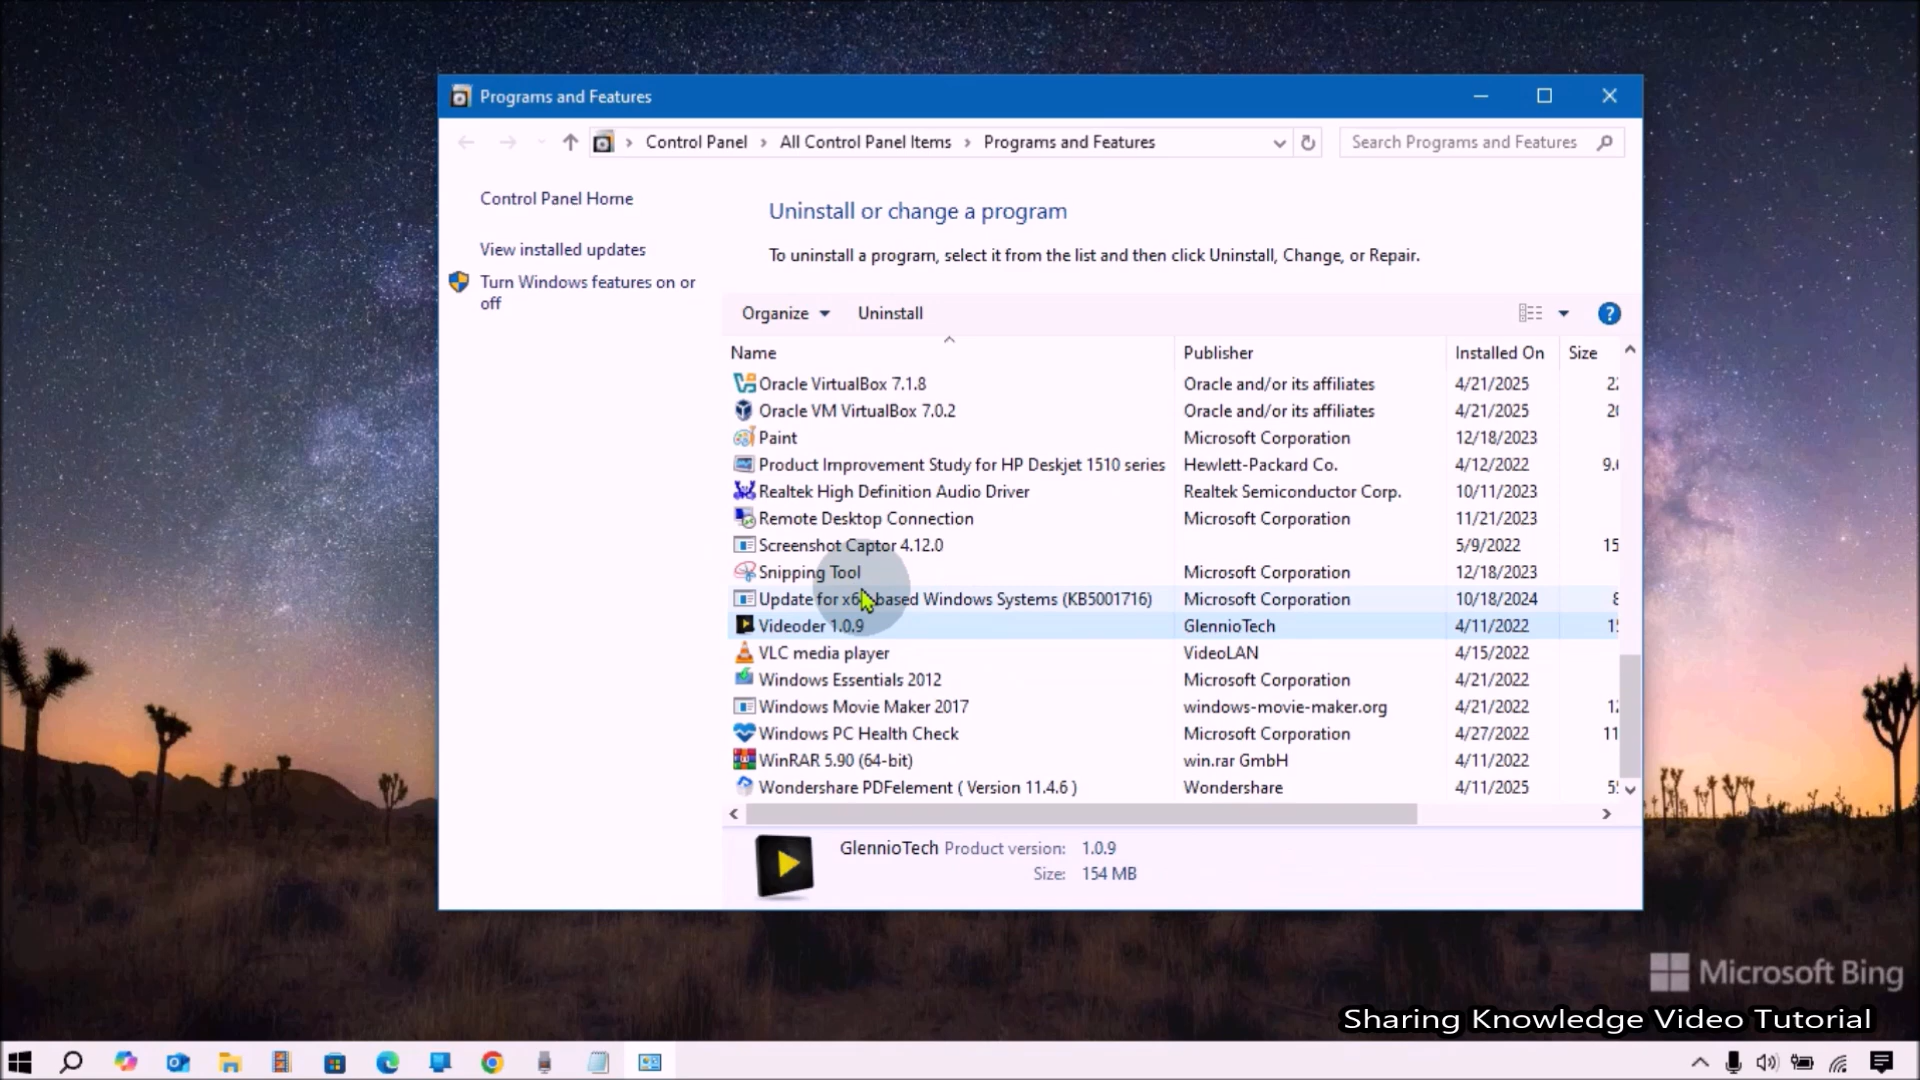 Programs and Features
Control Panel > All Control Panel Items > Programs and Features
Search Programs and Features
Control Panel Home
View installed updates
Turn Windows features on or
off
Uninstall or change a program
To uninstall a program, select it from the list and then click Uninstall, Change, or Repair.
Organize Uninstall
Name Publisher Installed On Size
Oracle VirtualBox 7.1.8 Oracle and/or its affiliates 4/21/2025
Oracle VM VirtualBox 7.0.2 Oracle and/or its affiliates 4/21/2025
Paint Microsoft Corporation 12/18/2023
Product Improvement Study for HP Deskjet 1510 series Hewlett-Packard Co. 4/12/2022
Realtek High Definition Audio Driver Realtek Semiconductor Corp. 10/11/2023
Remote Desktop Connection Microsoft Corporation 11/21/2023
Screenshot Captor 4.12.0 5/9/2022 15
Snipping Tool Microsoft Corporation 12/18/2023
Update for based Windows Systems (KB5001716) Microsoft Corporation 10/18/2024
Videoder 1.0.9 GlennioTech 4/11/2022
VLC media player VideoLAN 4/15/2022
Windows Essentials 2012 Microsoft Corporation 4/21/2022
Windows Movie Maker 2017 windows-movie-maker.org 4/21/2022
Windows PC Health Check Microsoft Corporation 4/27/2022 11
WinRAR 5.90 (64-bit) win.rar GmbH 4/11/2022
Wondershare PDFelement ( Version 11.4.6 ) Wondershare 4/11/2025
GlennioTech Product version: 1.0.9
Size: 154 MB
Microsoft Bing
Sharing Knowledge Video Tutorial